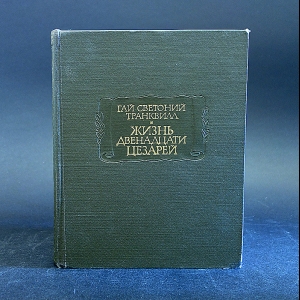 ГАЙ СВЕТОНИЙ
ТРАНКВИЛЛ
ЖИЗНЬ
ДВЕНАДЦАТИ
ЦЕЗАРЕЙ